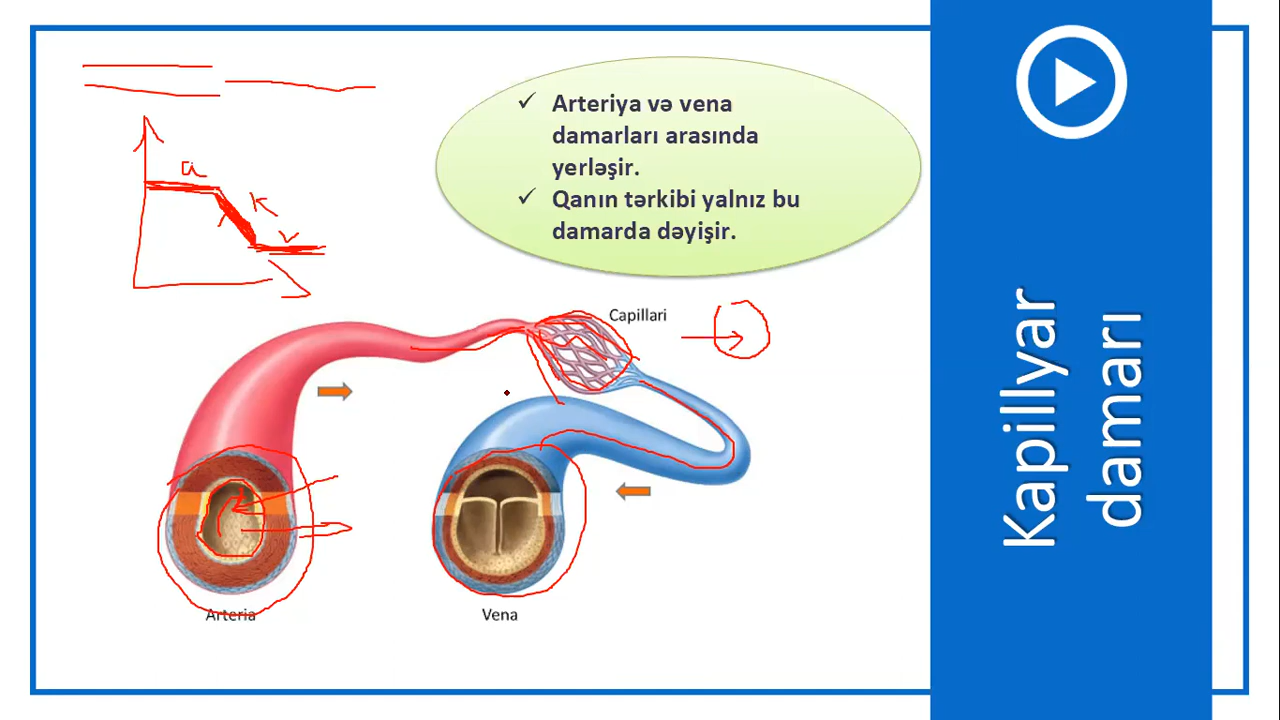 a
k
v
✓ Arteriya və vena
damarları arasında
yerləşir.
✓ Qanın tərkibi yalnız bu
damarda dəyişir.
Capillari
Arteria
Vena
Kapillyar
damarı